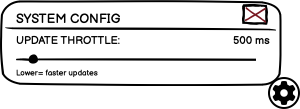 SYSTEM CONFIG
UPDATE THROTTLE: 500 ms
Lower= faster updates